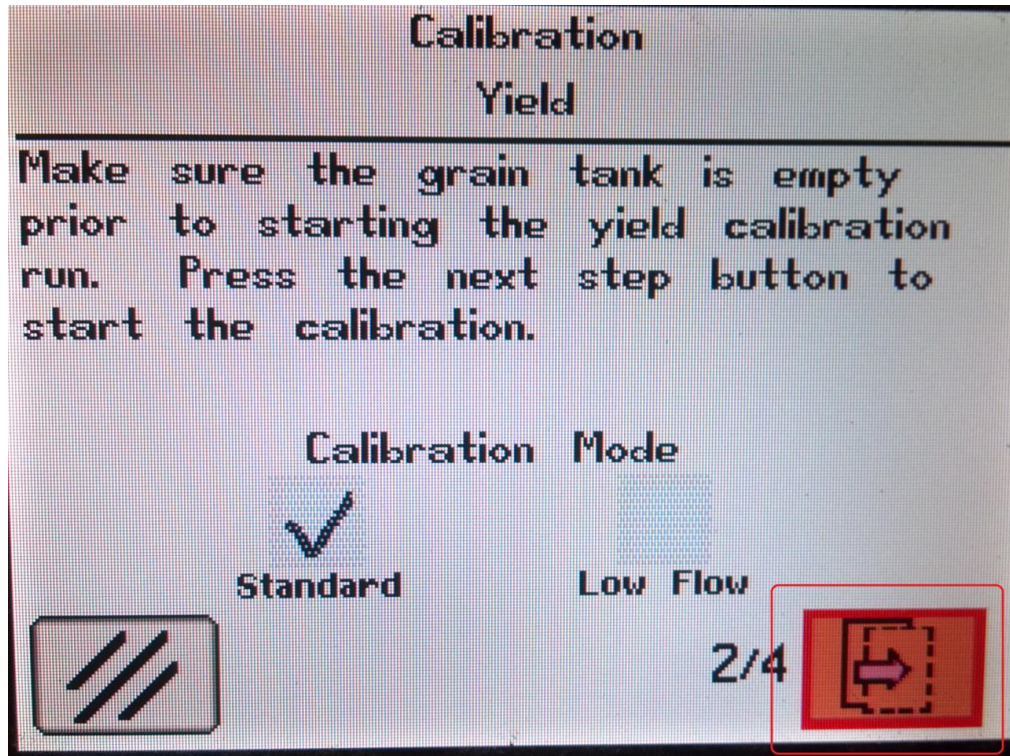 Calibration
Yield
Make sure the grain tank is empty
prior to starting the yield calibration
run. Press the next step button to
start the calibration.
Calibration Mode
Standard
Low Flow
2/4